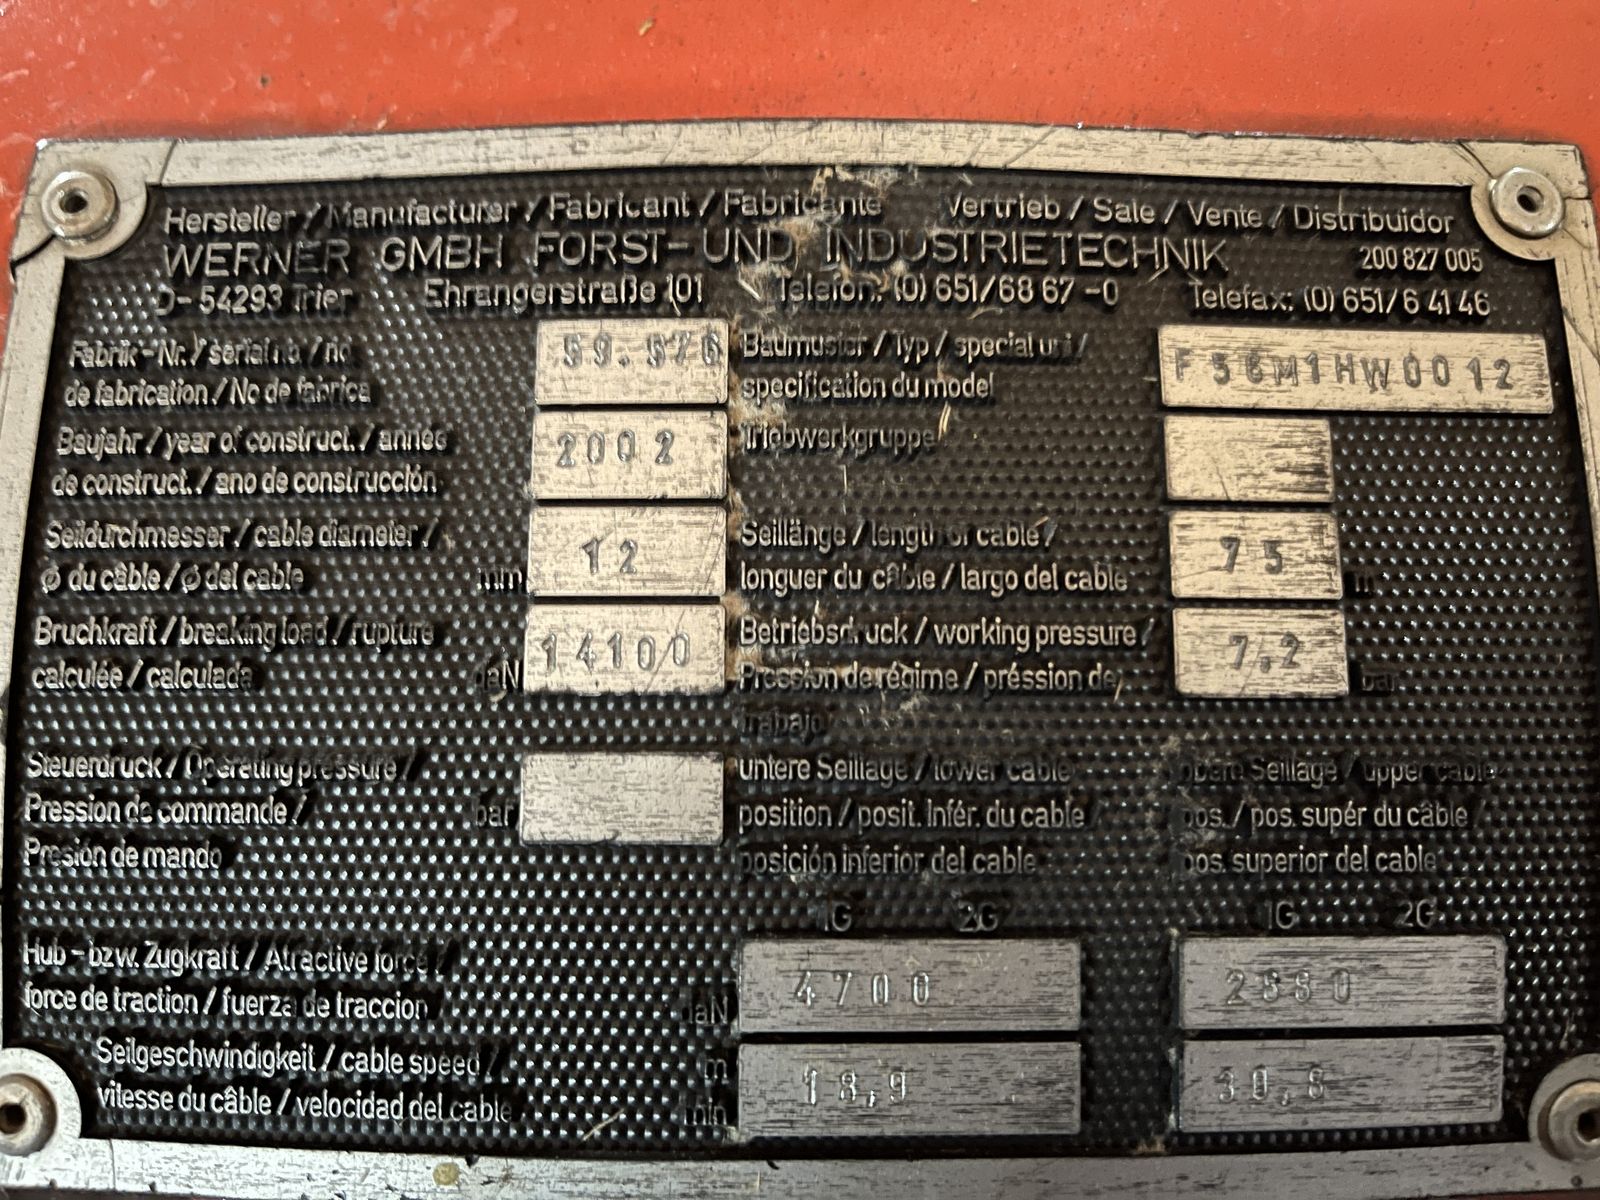 Hersteller / Manufacturer / Fabricant / Fabricante Vertrieb / Sale / Vente / Distribuidor
WERNER GMBH FORST- UND INDUSTRIETECHNIK 200 827 005
D-54293 Trier Ehrangerstraße 101 Telefon: (0) 651/68 67-0 Telefax: (0) 651/6 41 46
Fabrik-Nr. / serial no. / no. 59.576 Baumuster / Typ / special uni /
de fabrication / No de fabrica specification du model F56M1HW0012
Baujahr / year of construct. / année 2002 Triebwerkgruppe
de construct. / ano de construcción
Seildurchmesser / cable diameter / 12 Seillänge / length of cable / 75
ø du câble / ø del cable mm longuer du câble / largo del cable m
Bruchkraft / breaking load / rupture 14100 Betriebsdruck / working pressure / 7,2
calculée / calculada daN Pression de régime / préssion de bar
trabajo
Steuerdruck / Operating pressure / untere Seillage / lower cable obere Seillage / upper cable
Pression de commande / bar position / posit. infér. du cable / pos. / pos. supér du câble /
Presión de mando posición inferior del cable pos. superior del cable
1G 2G 1G 2G
Hub- bzw. Zugkraft / Atractive force / 4700
force de traction / fuerza de traccion daN
Seilgeschwindigkeit / cable speed / m 18,9
vitesse du câble / velocidad del cable min